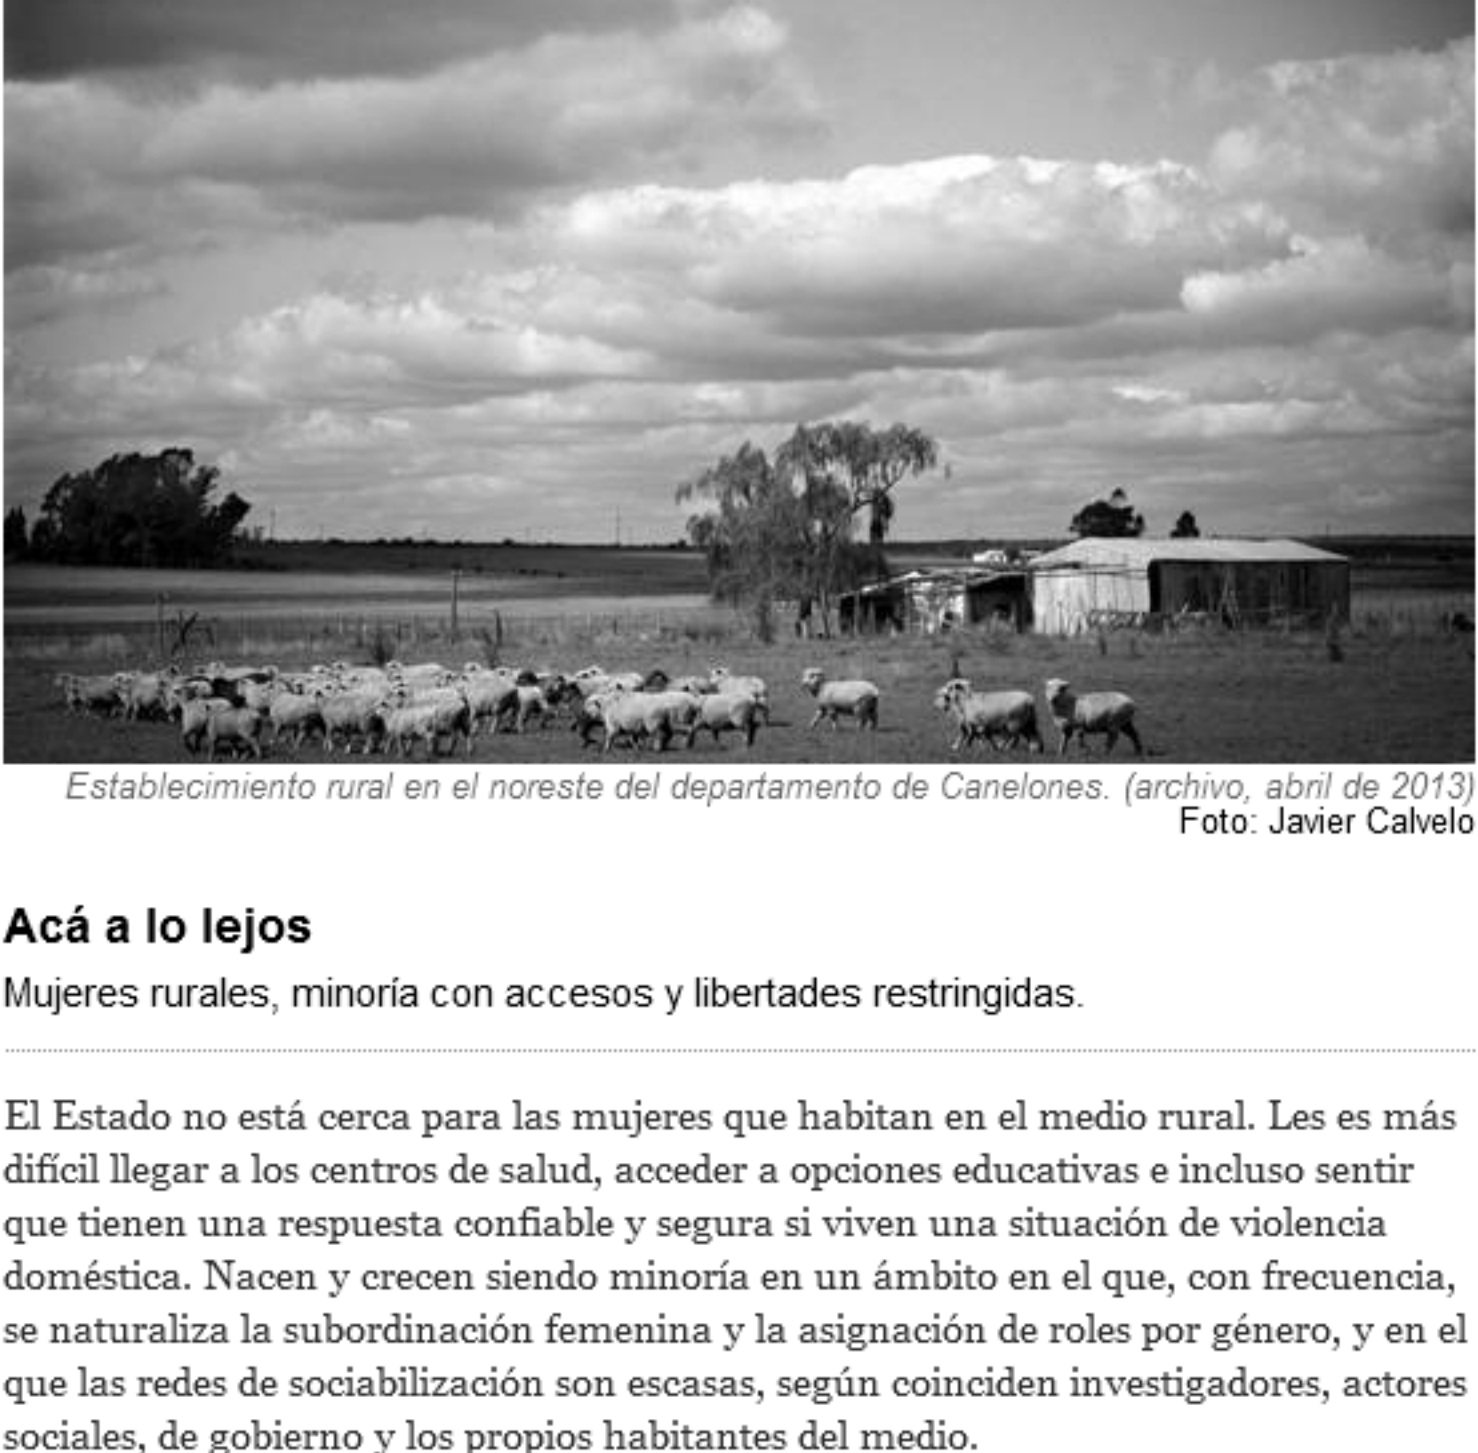 Establecimiento rural en el noreste del departamento de Canelones. (archivo, abril de 2013)
Foto: Javier Calvelo
Acá a lo lejos
Mujeres rurales, minoría con accesos y libertades restringidas.
El Estado no está cerca para las mujeres que habitan en el medio rural. Les es más
difícil llegar a los centros de salud, acceder a opciones educativas e incluso sentir
que tienen una respuesta confiable y segura si viven una situación de violencia
doméstica. Nacen y crecen siendo minoría en un ámbito en el que, con frecuencia,
se naturaliza la subordinación femenina y la asignación de roles por género, y en el
que las redes de sociabilización son escasas, según coinciden investigadores, actores
sociales, de gobierno y los propios habitantes del medio.